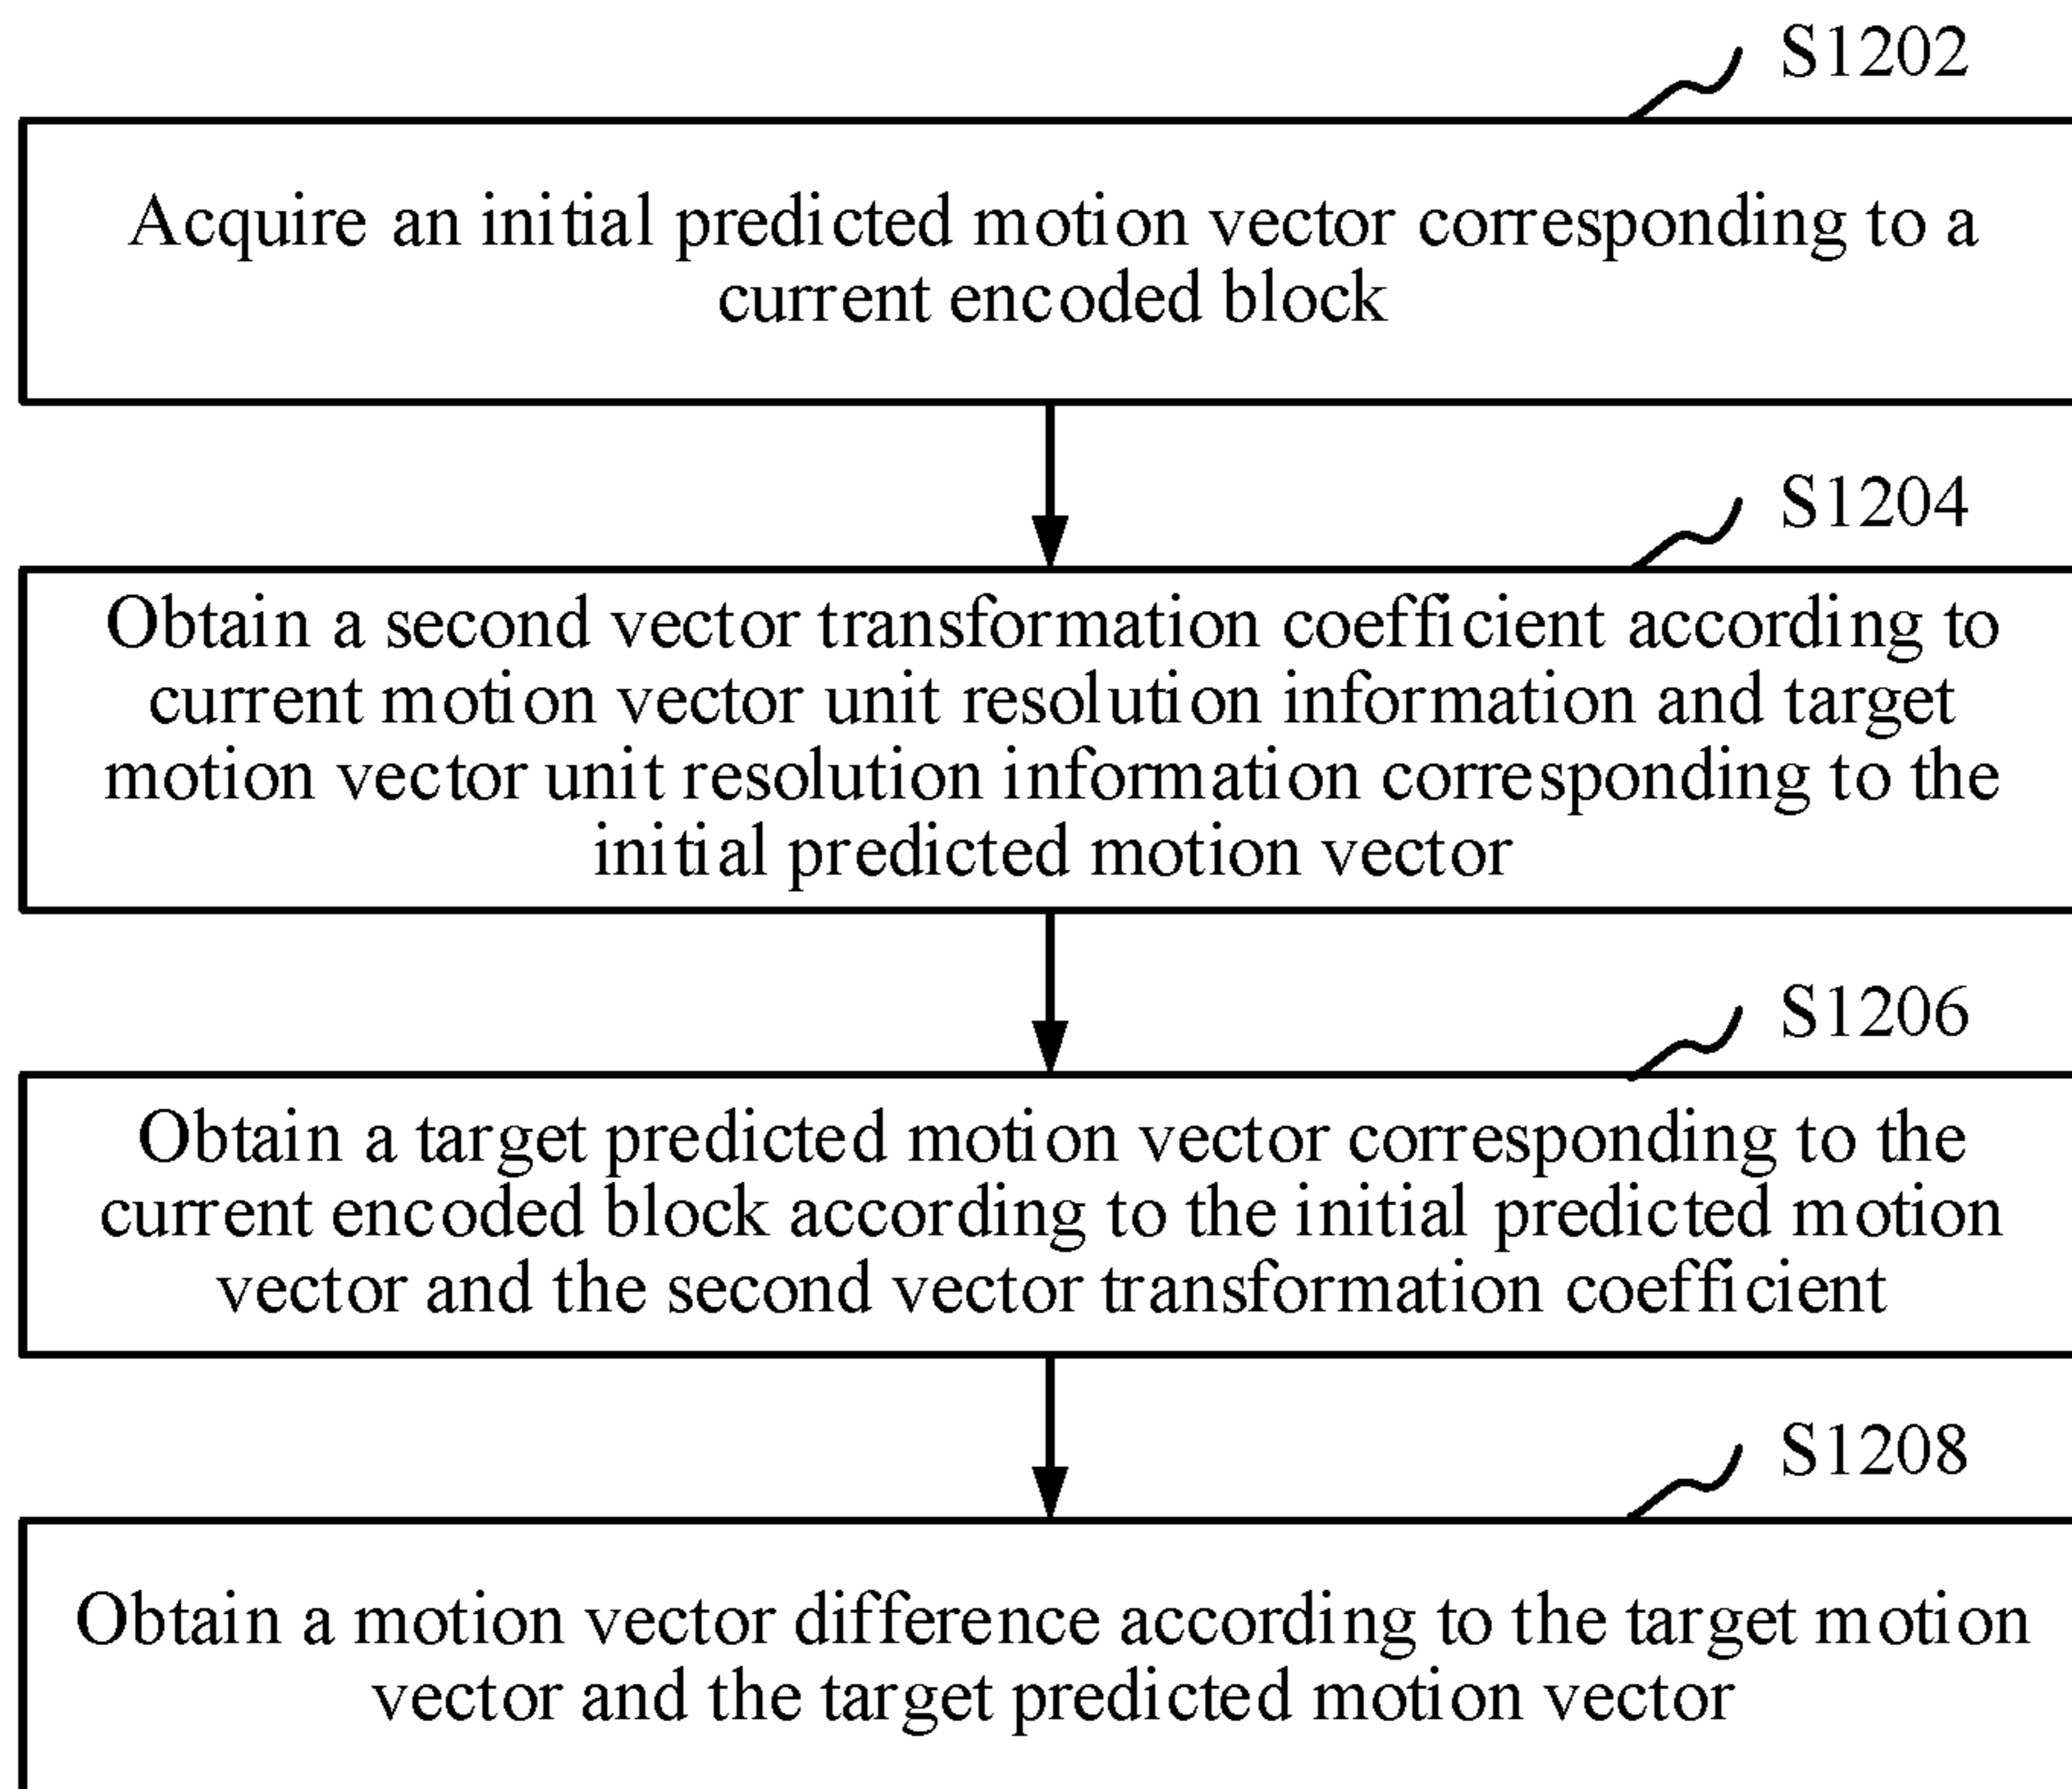 S1202
Acquire an initial predicted motion vector corresponding to a
current encoded block
S1204
Obtain a second vector transformation coefficient according to
current motion vector unit resolution information and target
motion vector unit resolution information corresponding to the
initial predicted motion vector
S1206
Obtain a target predicted motion vector corresponding to the
current encoded block according to the initial predicted motion
vector and the second vector transformation coefficient
S1208
Obtain a motion vector difference according to the target motion
vector and the target predicted motion vector